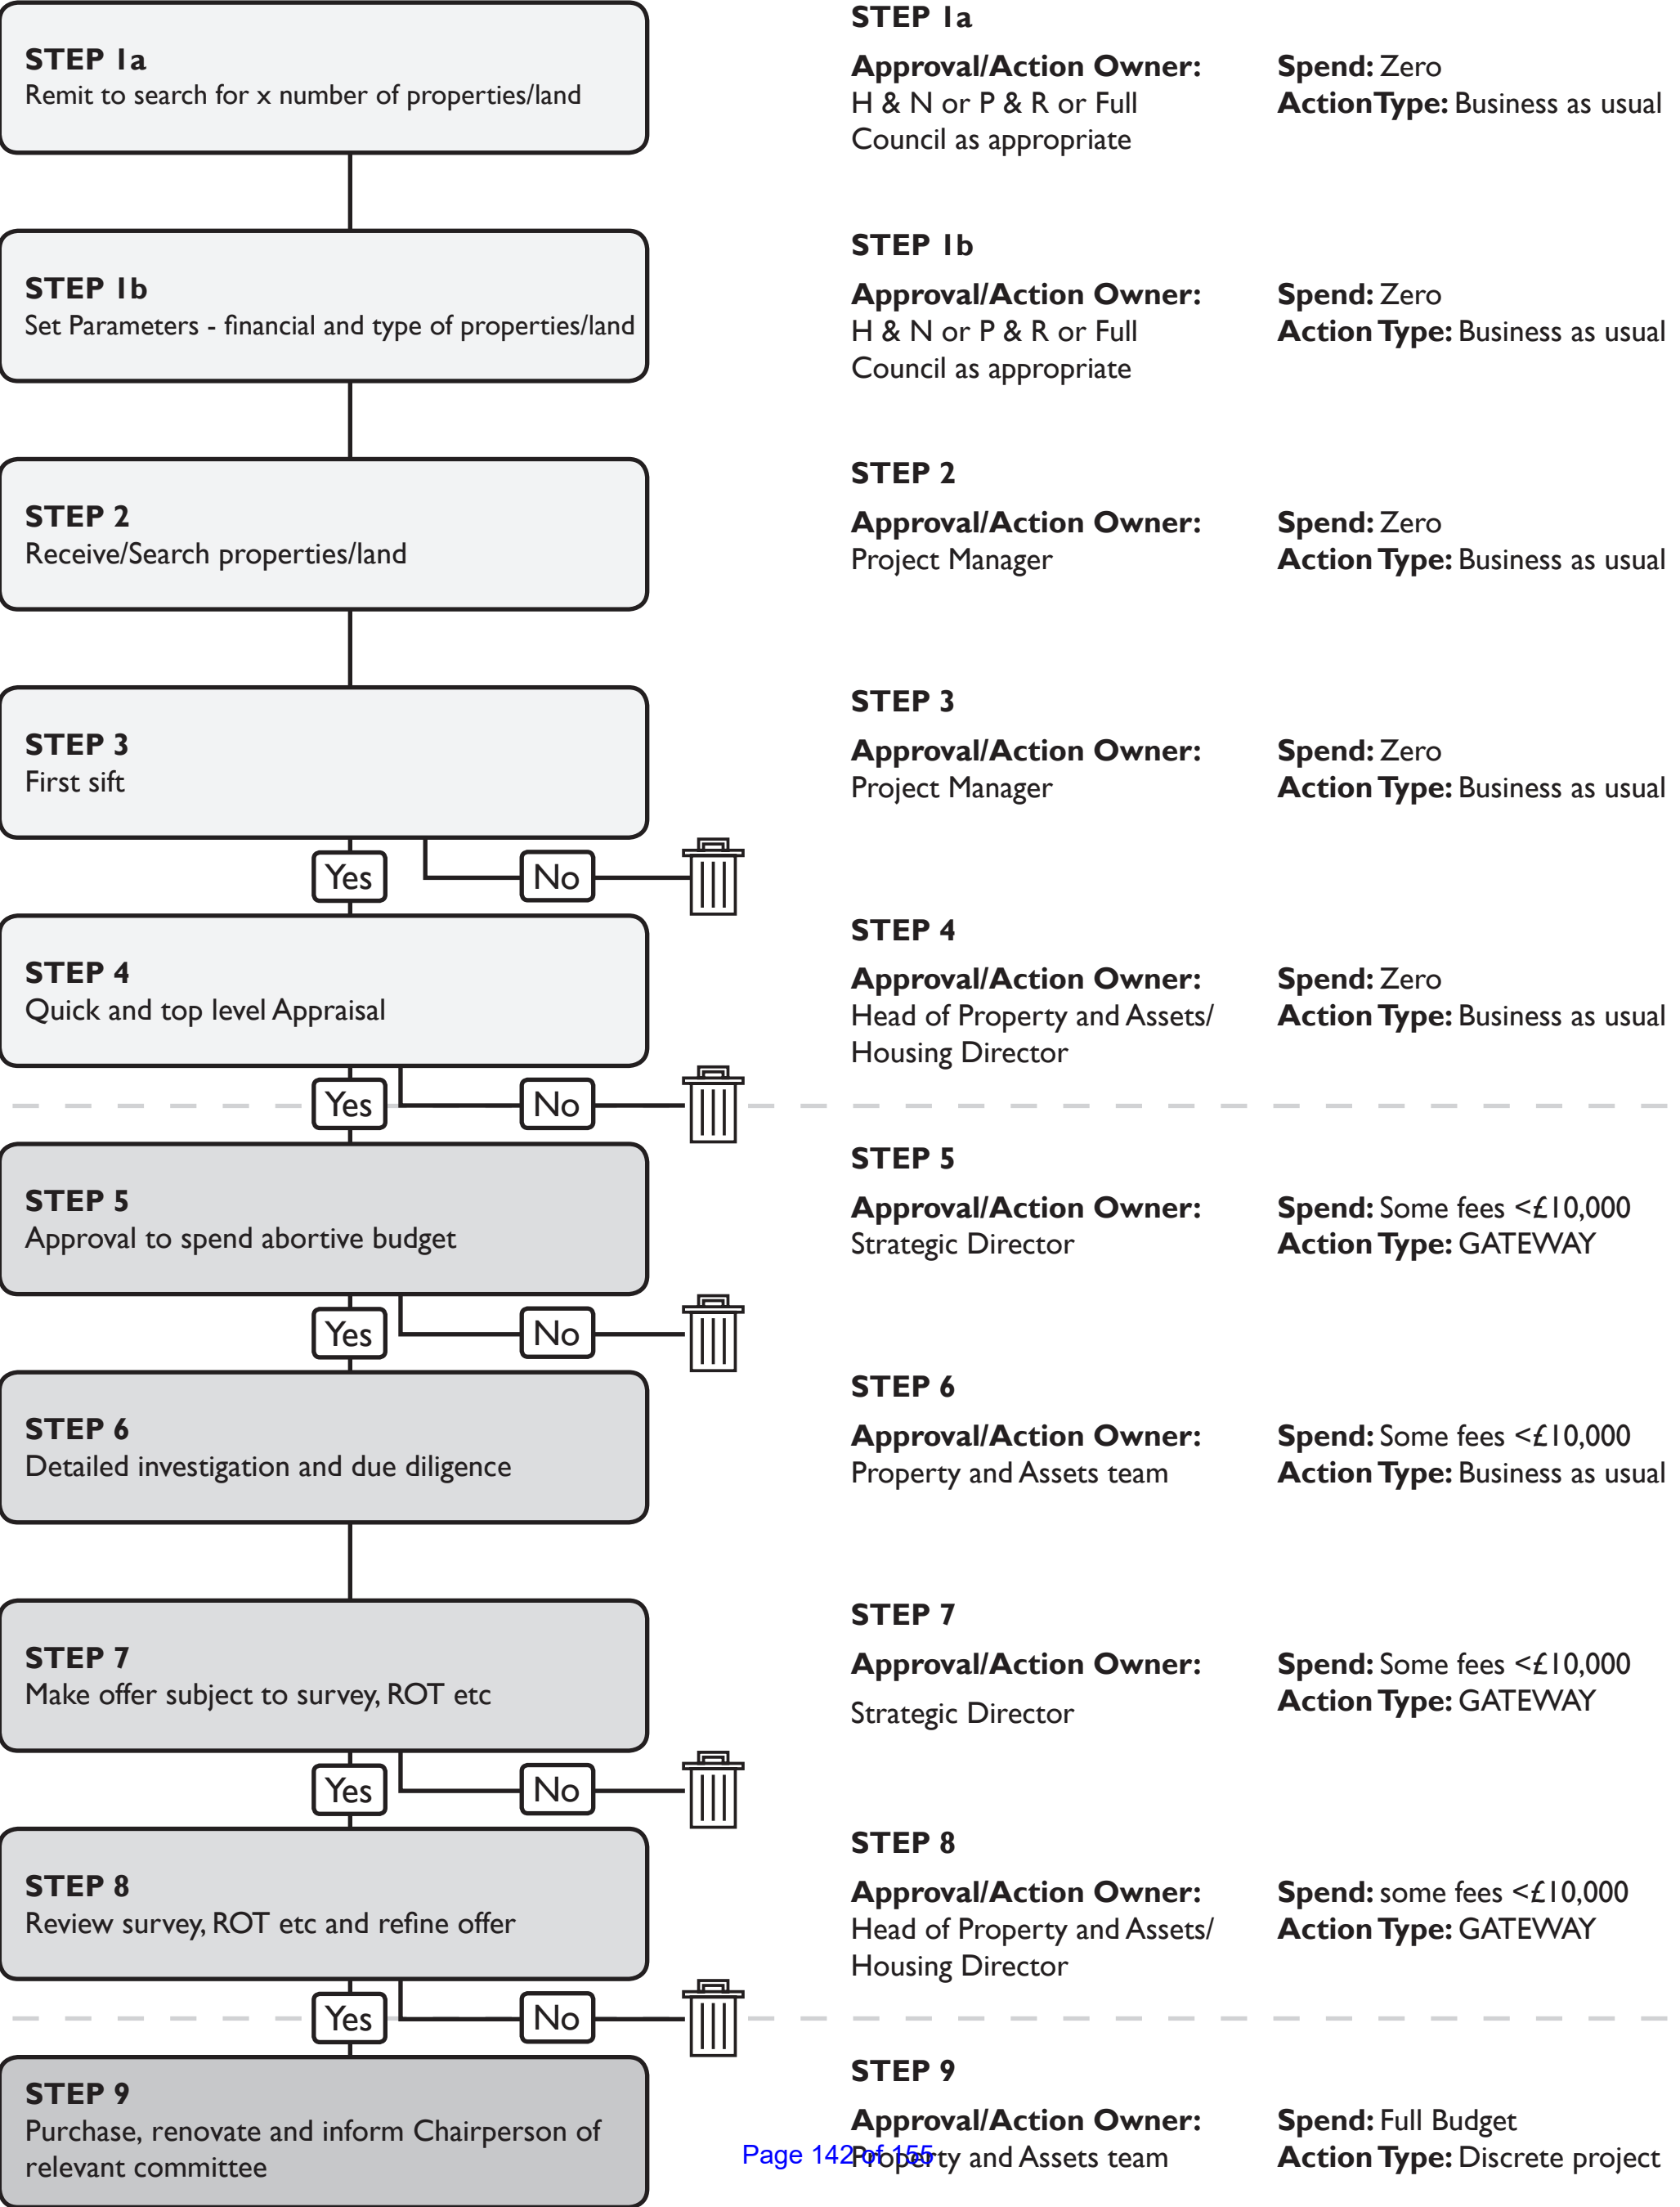 STEP 1a
Remit to search for x number of properties/land
STEP 1a
Approval/Action Owner:
H & N or P & R or Full
Council as appropriate
Spend: Zero
Action Type: Business as usual
STEP 1b
Set Parameters - financial and type of properties/land
STEP 1b
Approval/Action Owner:
H & N or P & R or Full
Council as appropriate
Spend: Zero
Action Type: Business as usual
STEP 2
Receive/Search properties/land
STEP 2
Approval/Action Owner:
Project Manager
Spend: Zero
Action Type: Business as usual
STEP 3
First sift
STEP 3
Approval/Action Owner:
Project Manager
Spend: Zero
Action Type: Business as usual
Yes
No
STEP 4
Quick and top level Appraisal
STEP 4
Approval/Action Owner:
Head of Property and Assets/
Housing Director
Spend: Zero
Action Type: Business as usual
Yes
No
STEP 5
Approval to spend abortive budget
STEP 5
Approval/Action Owner:
Strategic Director
Spend: Some fees <£10,000
Action Type: GATEWAY
Yes
No
STEP 6
Detailed investigation and due diligence
STEP 6
Approval/Action Owner:
Property and Assets team
Spend: Some fees <£10,000
Action Type: Business as usual
STEP 7
Make offer subject to survey, ROT etc
STEP 7
Approval/Action Owner:
Strategic Director
Spend: Some fees <£10,000
Action Type: GATEWAY
Yes
No
STEP 8
Review survey, ROT etc and refine offer
STEP 8
Approval/Action Owner:
Head of Property and Assets/
Housing Director
Spend: some fees <£10,000
Action Type: GATEWAY
Yes
No
STEP 9
Purchase, renovate and inform Chairperson of
relevant committee
STEP 9
Approval/Action Owner:
Property and Assets team
Spend: Full Budget
Action Type: Discrete project
Page 142 of 155